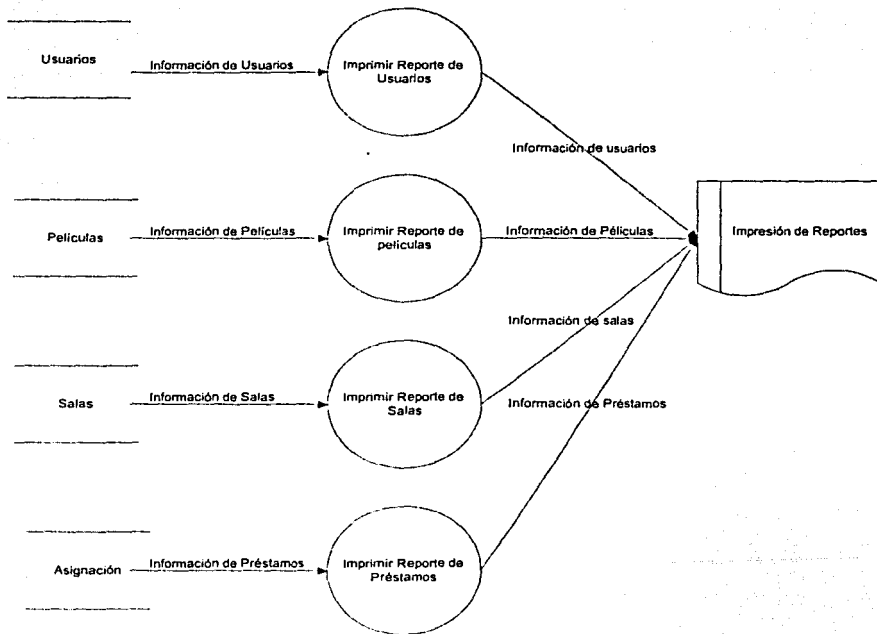 Usuarios
Información de Usuarios
Imprimir Reporte de
Usuarios
Información de usuarios
Películas
Información de Películas
Imprimir Reporte de
películas
Información de Péliculas
Impresión de Reportes
Información de salas
Salas
Información de Salas
Imprimir Reporte de
Salas
Información de Préstamos
Asignación
Información de Préstamos
Imprimir Reporte de
Préstamos